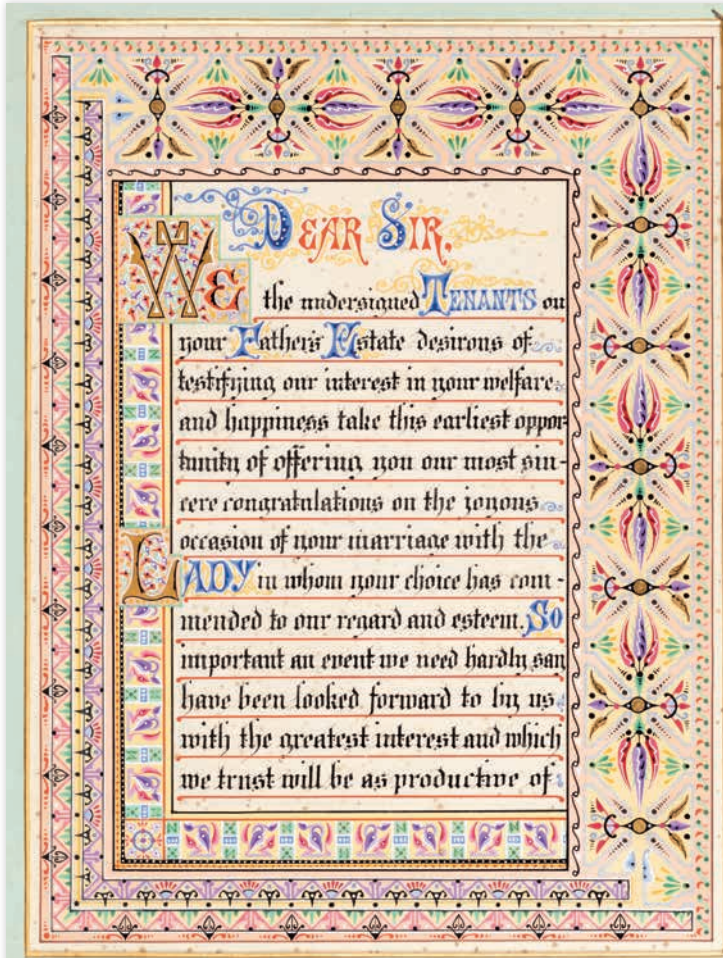 DEAR SIR.
WE the undersigned TENANTS on
your Father's Estate desirous of
testifying our interest in your welfare
and happiness take this earliest oppor-
tunity of offering you our most sin-
cere congratulations on the joyous
occasion of your marriage with the
LADY in whom your choice has com-
mended to our regard and esteem. SO
important an event we need hardly say
have been looked forward to by us
with the greatest interest and which
we trust will be as productive of